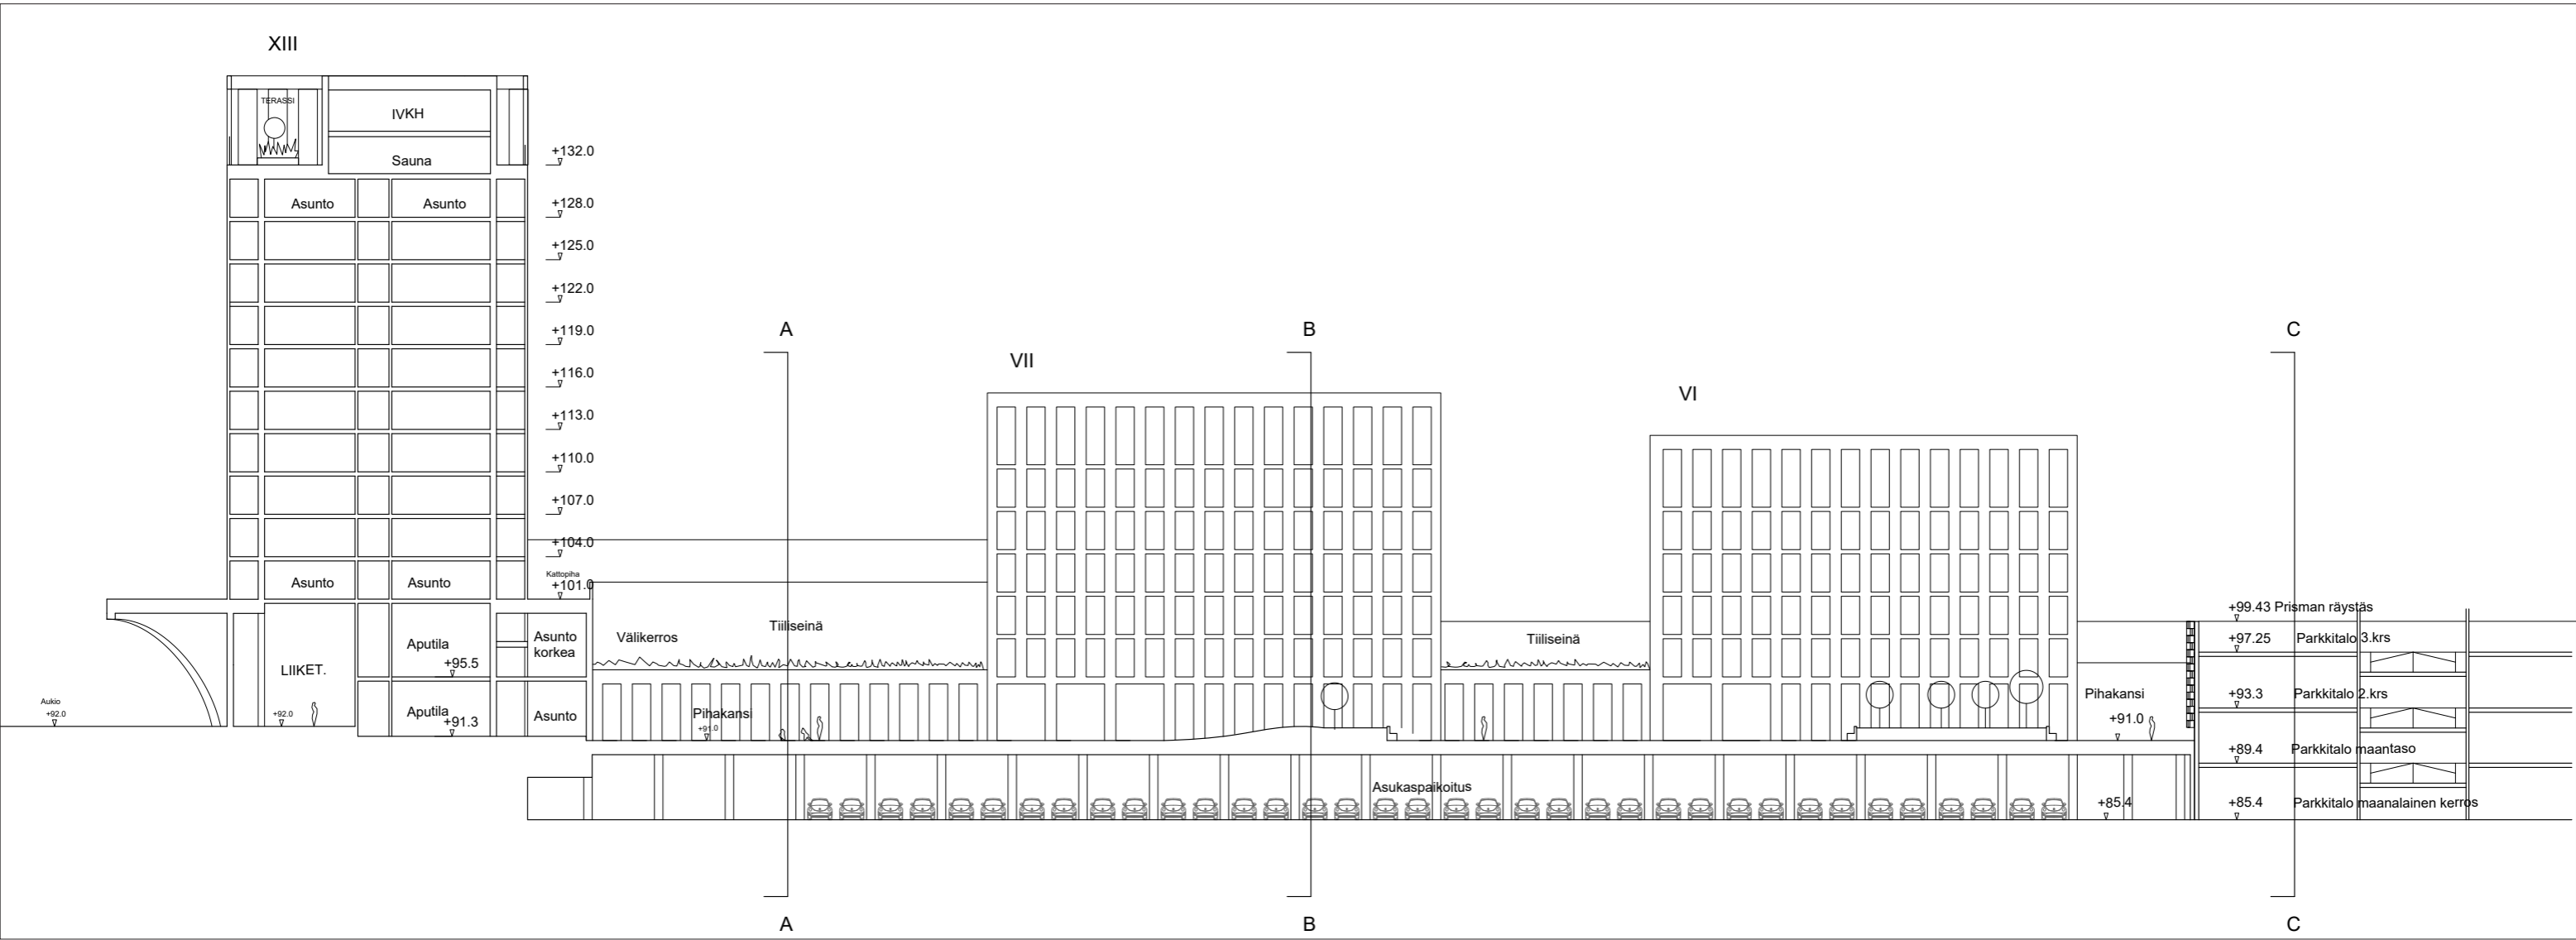 XIII
TERASSI
IVKH
Sauna
+132.0
Asunto
Asunto
+128.0
+125.0
+122.0
+119.0
+116.0
+113.0
+110.0
+107.0
+104.0
Asunto
Asunto
Kattopiha
+101.0
Aputila
+95.5
Asunto
korkea
LIIKET.
Aukio
+92.0
+92.0
Aputila
+91.3
Asunto
A
B
C
VII
VI
Välikerros
Tiiliseinä
Tiiliseinä
Pihakansi
+91.0
Pihakansi
+91.0
Asukaspaikoitus
+85.4
+99.43 Prisman räystäs
+97.25 Parkkitalo 3.krs
+93.3 Parkkitalo 2.krs
+89.4 Parkkitalo maantaso
+85.4 Parkkitalo maanalainen kerros
A
B
C